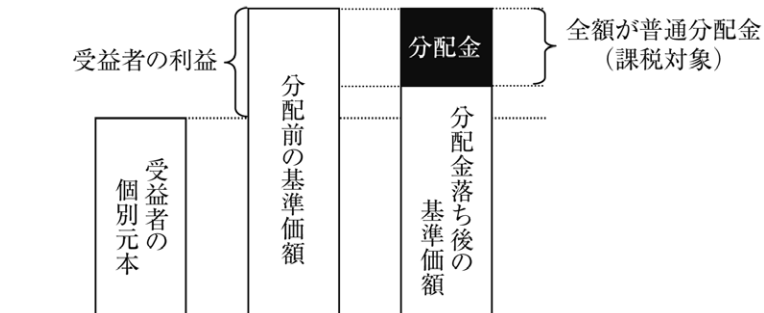 受益者の利益
受益者の
個別元本
分配前の基準価額
分配金
分配金落ち後の
基準価額
全額が普通分配金
（課税対象）